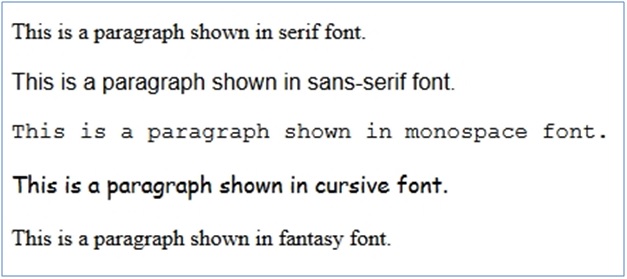 This is a paragraph shown in serif font.
This is a paragraph shown in sans-serif font.
This is a paragraph shown in monospace font.
This is a paragraph shown in cursive font.
This is a paragraph shown in fantasy font.